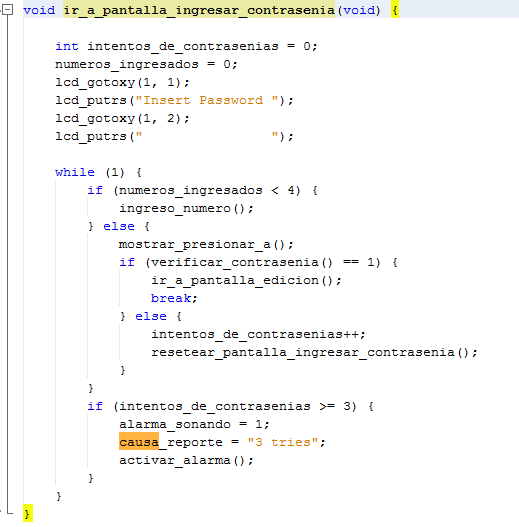 void ir_a_pantalla_ingresar_contrasenia(void) {
int intentos_de_contrasenias = 0;
numeros_ingresados = 0;
lcd_gotoxy(1, 1);
lcd_putrs("Insert Password ");
lcd_gotoxy(1, 2);
lcd_putrs("                ");
while (1) {
if (numeros_ingresados < 4) {
ingreso_numero();
} else {
mostrar_presionar_a();
if (verificar_contrasenia() == 1) {
ir_a_pantalla_edicion();
break;
} else {
intentos_de_contrasenias++;
resetear_pantalla_ingresar_contrasenia();
}
}
if (intentos_de_contrasenias >= 3) {
alarma_sonando = 1;
causa_reporte = "3 tries";
activar_alarma();
}
}
}